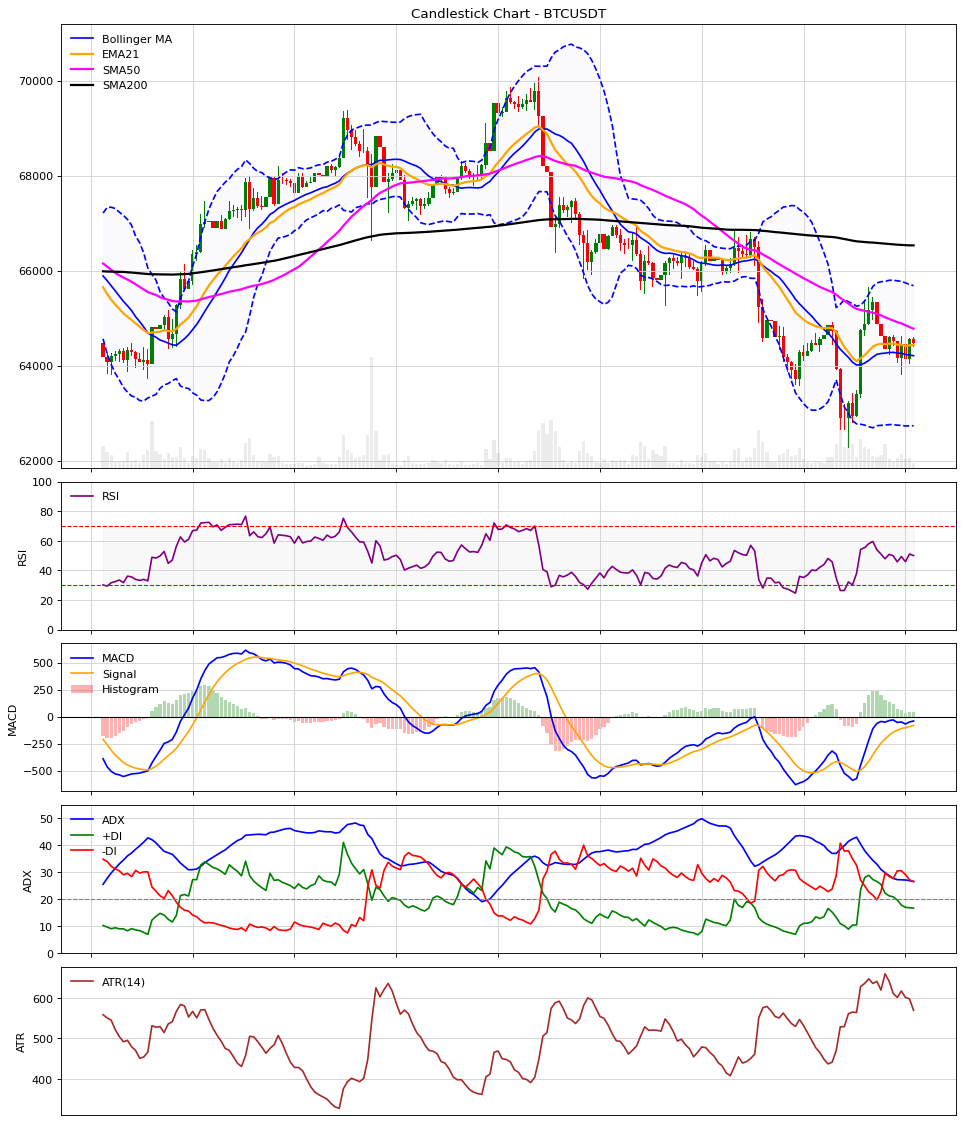 Candlestick Chart - BTCUSDT
Bollinger MA
EMA21
SMA50
SMA200
70000
68000
66000
64000
62000
RSI
RSI
100
80
60
40
20
0
MACD
Signal
Histogram
MACD
500
250
0
−250
−500
ADX
+DI
-DI
ADX
50
40
30
20
10
0
ATR(14)
ATR
600
500
400